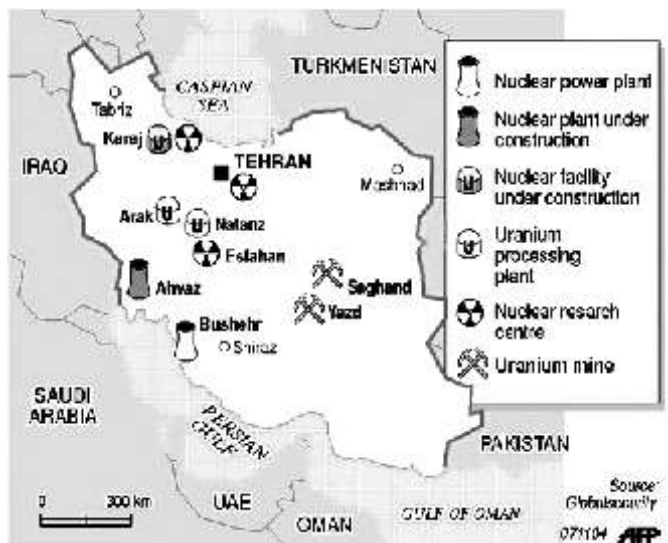 TURKMENISTAN
CASPIAN
SEA
Tabriz
Karaj
TEHRAN
Mashhad
IRAQ
Arak
Natanz
Esfahan
Saghand
Ahvaz
Yazd
Bushehr
Shiraz
SAUDI
ARABIA
PERSIAN
GULF
PAKISTAN
UAE
OMAN
GULF OF OMAN
0 300 km
Nuclear power plant
Nuclear plant under
construction
Nuclear facility
under construction
Uranium
processing
plant
Nuclear resarch
centre
Uranium mine
Source:
Globalsecurity
071104 AFP